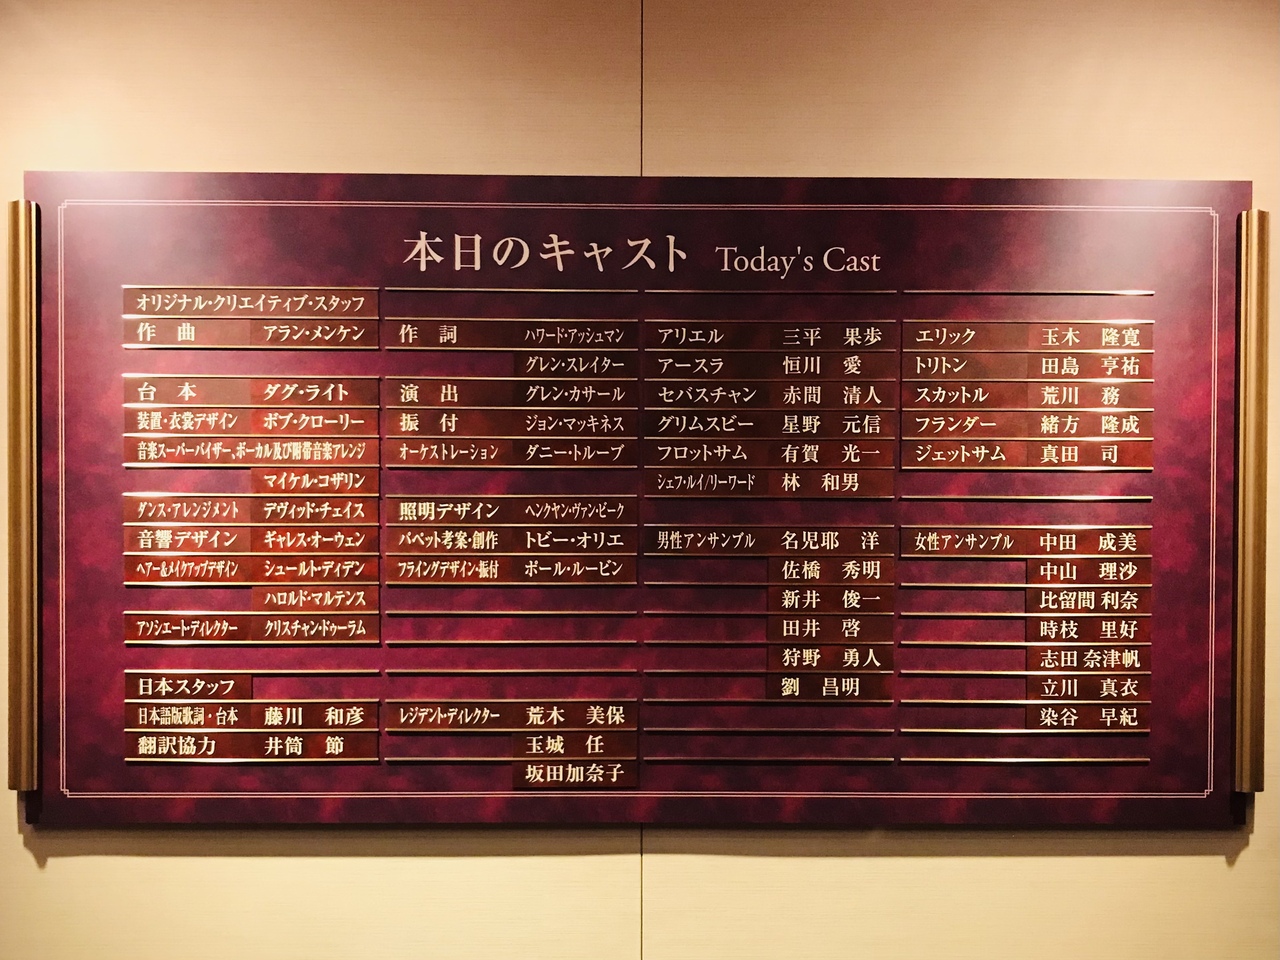 本日のキャスト Today's Cast
オリジナル・クリエイティブ・スタッフ
作 曲 アラン・メンケン
台 本 ダグ・ライト
装置・衣裳デザイン ボブ・クローリー
音楽スーパーバイザー、ボーカル及び附帯音楽アレンジ
マイケル・コザリン
ダンス・アレンジメント デヴィッド・チェイス
音響デザイン ギャレス・オーウェン
ヘアー&メイクアップデザイン シュールト・ディデン
ハロルド・マルテンス
アソシエート・ディレクター クリスチャン・ドゥーラム
日本スタッフ
日本語版歌詞・台本 藤川 和彦
翻訳協力 井筒 節
作 詞 ハワード・アッシュマン
グレン・スレイター
演 出 グレン・カサール
振 付 ジョン・マッキネス
オーケストレーション ダニー・トルーブ
照明デザイン ヘンクヤン・ヴァン・ビーク
パペット考案・創作 トビー・オリエ
フライングデザイン・振付 ポール・ルービン
レジデント・ディレクター 荒木 美保
玉城 任
坂田加奈子
アリエル 三平 果歩
アースラ 恒川 愛
セバスチャン 赤間 清人
グリムスビー 星野 元信
フロットサム 有賀 光一
シェフ・ルイ/リーワード 林 和男
男性アンサンブル 名児耶 洋
佐橋 秀明
新井 俊一
田井 啓
狩野 勇人
劉 昌明
エリック 玉木 隆寛
トリトン 田島 亨祐
スカットル 荒川 務
フランダー 緒方 隆成
ジェットサム 真田 司
女性アンサンブル 中田 成美
中山 理沙
比留間 利奈
時枝 里好
志田 奈津帆
立川 真衣
染谷 早紀